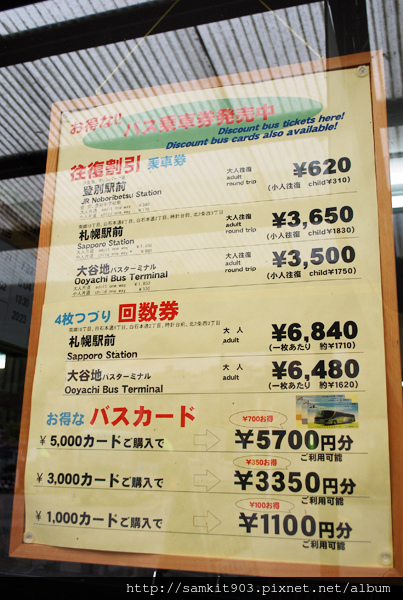 お得な!! バス乗車券発売中
Discount bus tickets here!
Discount bus cards also available!
往復割引 乗車券
登別駅前
JR Noboribetsu Station
大人往復
adult
round trip
¥620
(小人往復 child¥310)
札幌駅前
Sapporo Station
大人往復
adult
round trip
¥3,650
(小人往復 child¥1830)
大谷地バスターミナル
Ooyachi Bus Terminal
大人往復
adult
round trip
¥3,500
(小人往復 child¥1750)
4枚つづり 回数券
札幌駅前
Sapporo Station
大人
adult
¥6,840
(一枚あたり 約¥1710)
大谷地バスターミナル
Ooyachi Bus Terminal
大人
adult
¥6,480
(一枚あたり 約¥1620)
お得な バスカード
¥ 5,000カードご購入で
¥700お得
¥5700円分
ご利用可能
¥ 3,000カードご購入で
¥350お得
¥3350円分
ご利用可能
¥ 1,000カードご購入で
¥100お得
¥1100円分
ご利用可能
http://samkit903.pixnet.net/album